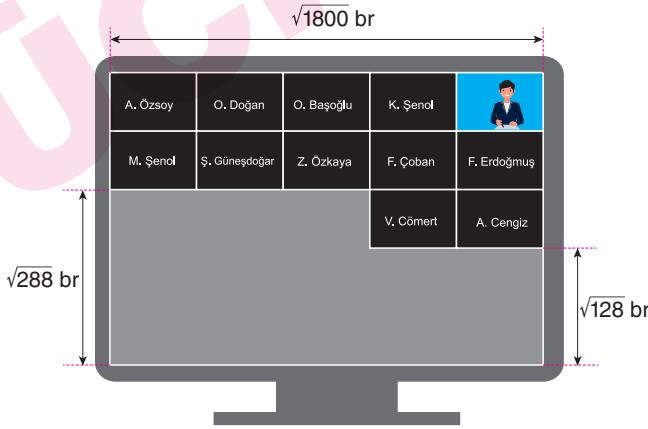 √1800 br
A. Özsoy
O. Doğan
O. Başoğlu
K. Şenol
M. Şenol
Ş. Güneşdoğar
Z. Özkaya
F. Çoban
F. Erdoğmuş
V. Cömert
A. Cengiz
√288 br
√128 br